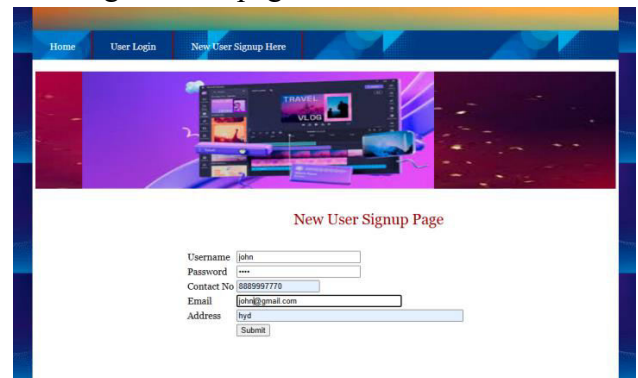 Home User Login New User Signup Here
TRAVEL
VLOG
New User Signup Page
Username john
Password ••••
Contact No 8889997770
Email john@gmail.com
Address hyd
Submit